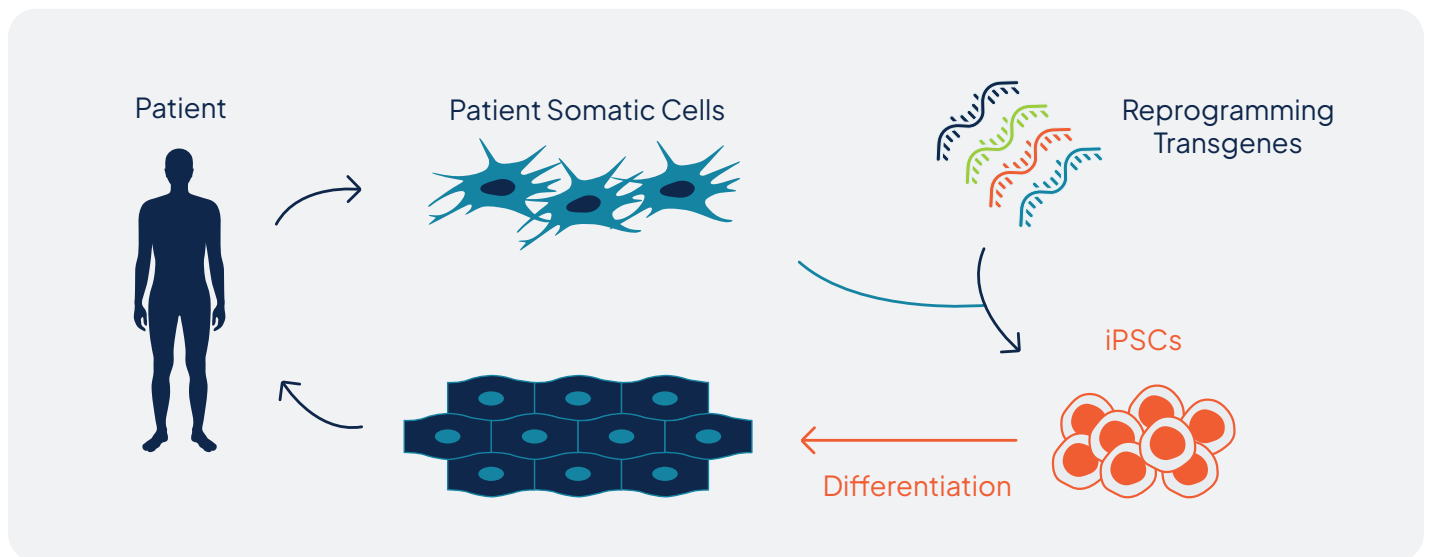 Patient
Patient Somatic Cells
Reprogramming
Transgenes
iPSCs
Differentiation